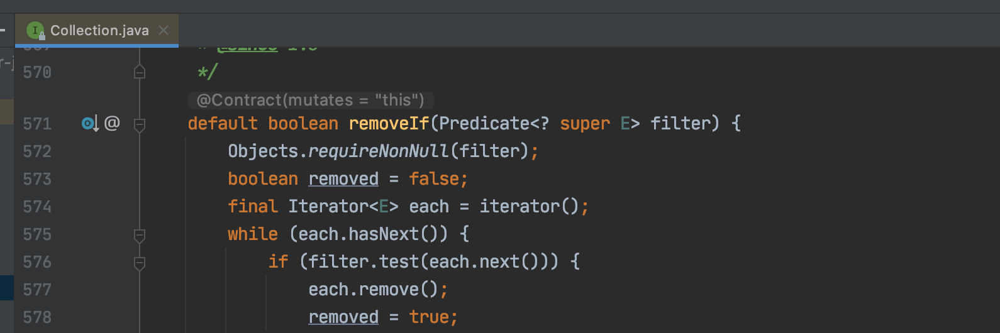 Collection.java
570 */
@Contract(mutates = "this")
571 @ default boolean removeIf(Predicate<? super E> filter) {
572 Objects.requireNonNull(filter);
573 boolean removed = false;
574 final Iterator<E> each = iterator();
575 while (each.hasNext()) {
576 if (filter.test(each.next())) {
577 each.remove();
578 removed = true;